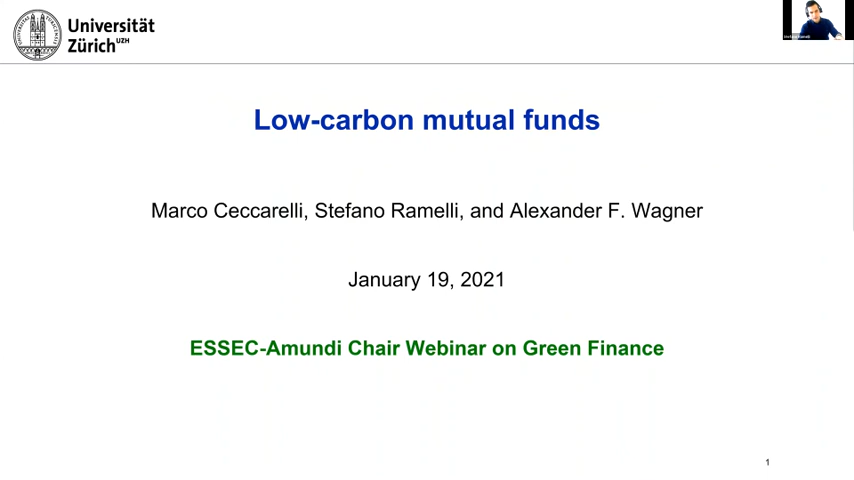 Universität
Zürich UZH
Low-carbon mutual funds
Marco Ceccarelli, Stefano Ramelli, and Alexander F. Wagner
January 19, 2021
ESSEC-Amundi Chair Webinar on Green Finance
1